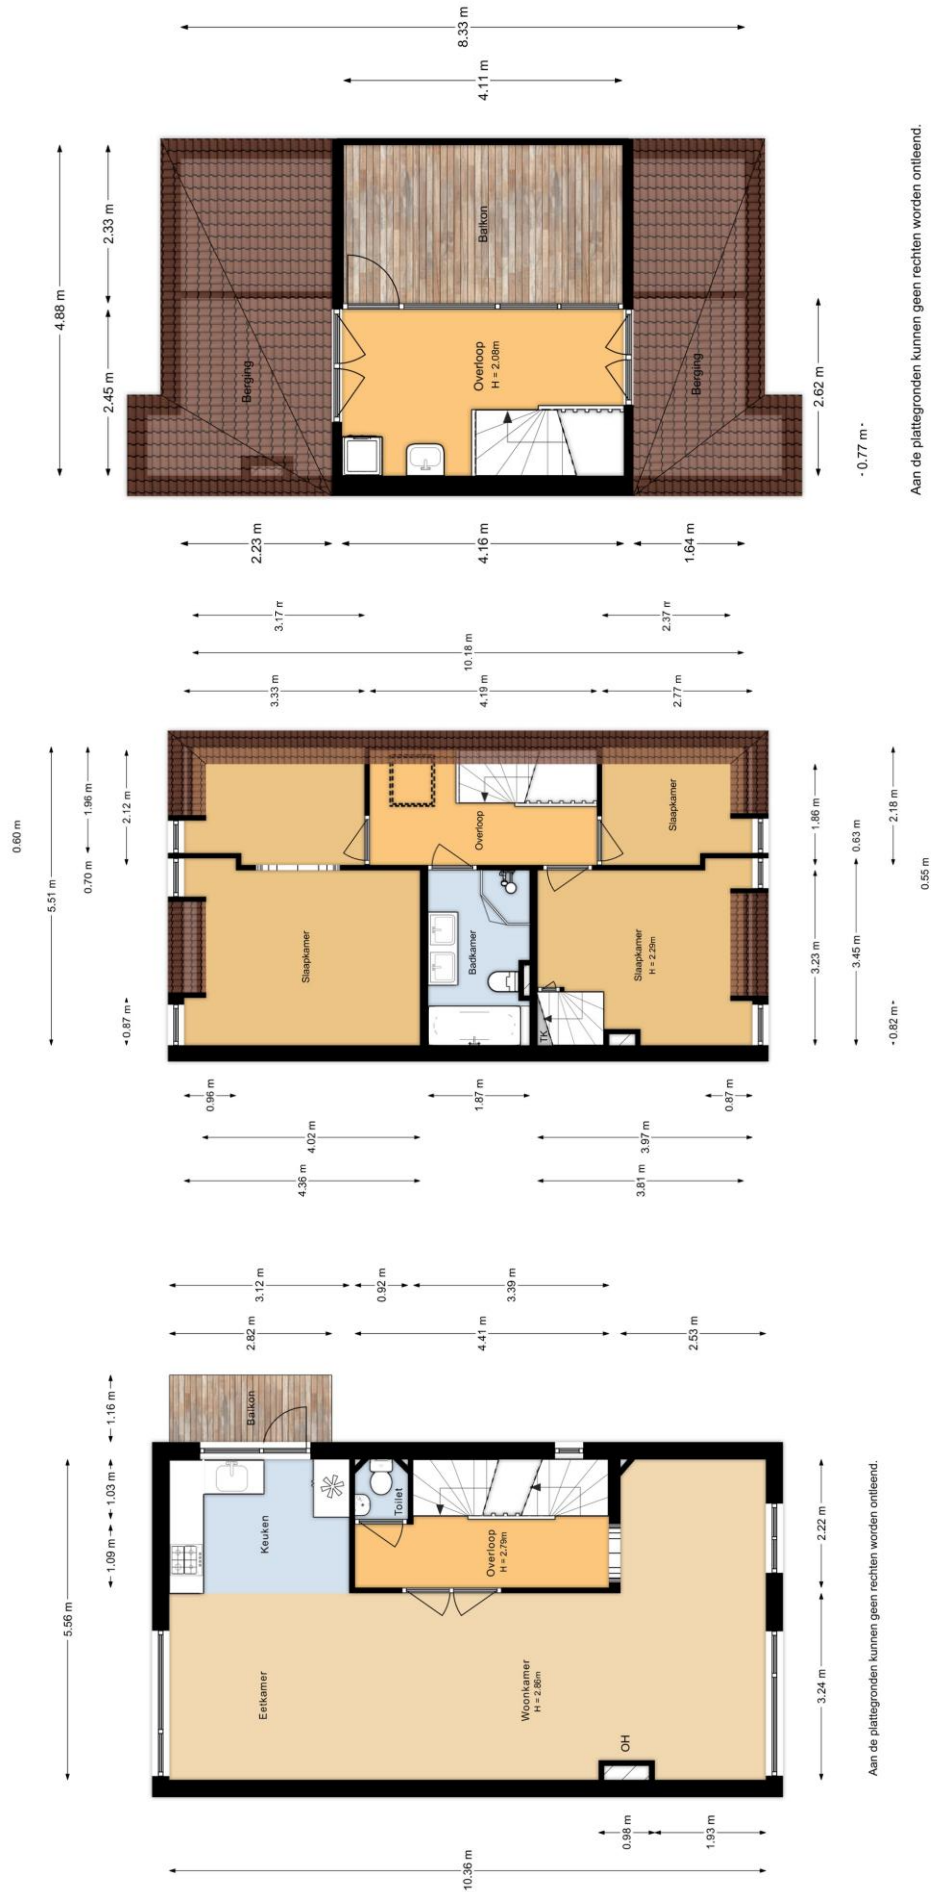 8.33 m
4.11 m
4.88 m
2.33 m
2.45 m
Balkon
Berging
Overloop
H = 2.08m
Berging
2.62 m
0.77 m
2.23 m
4.16 m
1.64 m
Aan de plattegronden kunnen geen rechten worden ontleend.
3.17 m
2.37 m
10.18 m
3.33 m
4.19 m
2.77 m
0.60 m
5.51 m
1.96 m
0.70 m
2.12 m
0.87 m
Overloop
Slaapkamer
Slaapkamer
Badkamer
Slaapkamer
H = 2.29m
TK
1.86 m
3.23 m
0.63 m
3.45 m
2.18 m
0.82 m
0.55 m
0.96 m
1.87 m
0.87 m
4.02 m
3.97 m
4.36 m
3.81 m
3.12 m
0.92 m
3.39 m
2.82 m
4.41 m
2.53 m
1.16 m
1.03 m
1.09 m
5.56 m
Balkon
Keuken
Toilet
Overloop
H = 2.79m
Eetkamer
Woonkamer
H = 2.86m
OH
2.22 m
3.24 m
0.98 m
1.93 m
10.36 m
Aan de plattegronden kunnen geen rechten worden ontleend.